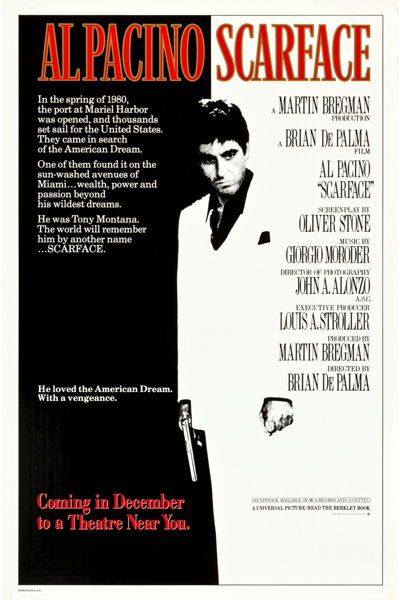 AL PACINO SCARFACE
In the spring of 1980,
the port at Mariel Harbor
was opened, and thousands
set sail for the United States.
They came in search
of the American Dream.
One of them found it on the
sun-washed avenues of
Miami...wealth, power and
passion beyond
his wildest dreams.
He was Tony Montana.
The world will remember
him by another name
...SCARFACE.
He loved the American Dream.
With a vengeance.
Coming in December
to a Theatre Near You.
A MARTIN BREGMAN
PRODUCTION
A BRIAN DE PALMA
FILM
AL PACINO
"SCARFACE"
SCREENPLAY BY
OLIVER STONE
MUSIC BY
GIORGIO MORODER
DIRECTOR OF PHOTOGRAPHY
JOHN A. ALONZO
A.S.C.
EXECUTIVE PRODUCER
LOUIS A. STROLLER
PRODUCED BY
MARTIN BREGMAN
DIRECTED BY
BRIAN DE PALMA
SOUNDTRACK AVAILABLE ON MCA RECORDS AND CASSETTES
A UNIVERSAL PICTURE/READ THE BERKLEY BOOK
PRINTED IN U.S.A.